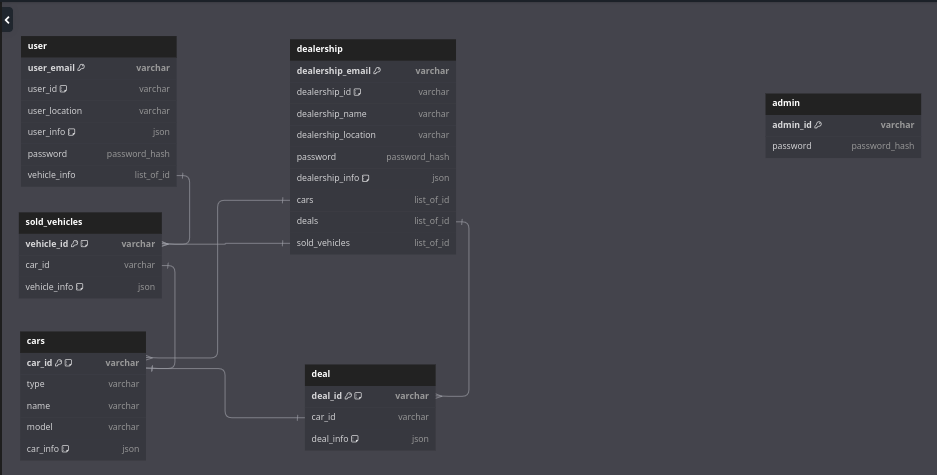 user
user_email varchar
user_id varchar
user_location varchar
user_info json
password password_hash
vehicle_info list_of_id
dealership
dealership_email varchar
dealership_id varchar
dealership_name varchar
dealership_location varchar
password password_hash
dealership_info json
cars list_of_id
deals list_of_id
sold_vehicles list_of_id
admin
admin_id varchar
password password_hash
sold_vehicles
vehicle_id varchar
car_id varchar
vehicle_info json
cars
car_id varchar
type varchar
name varchar
model varchar
car_info json
deal
deal_id varchar
car_id varchar
deal_info json